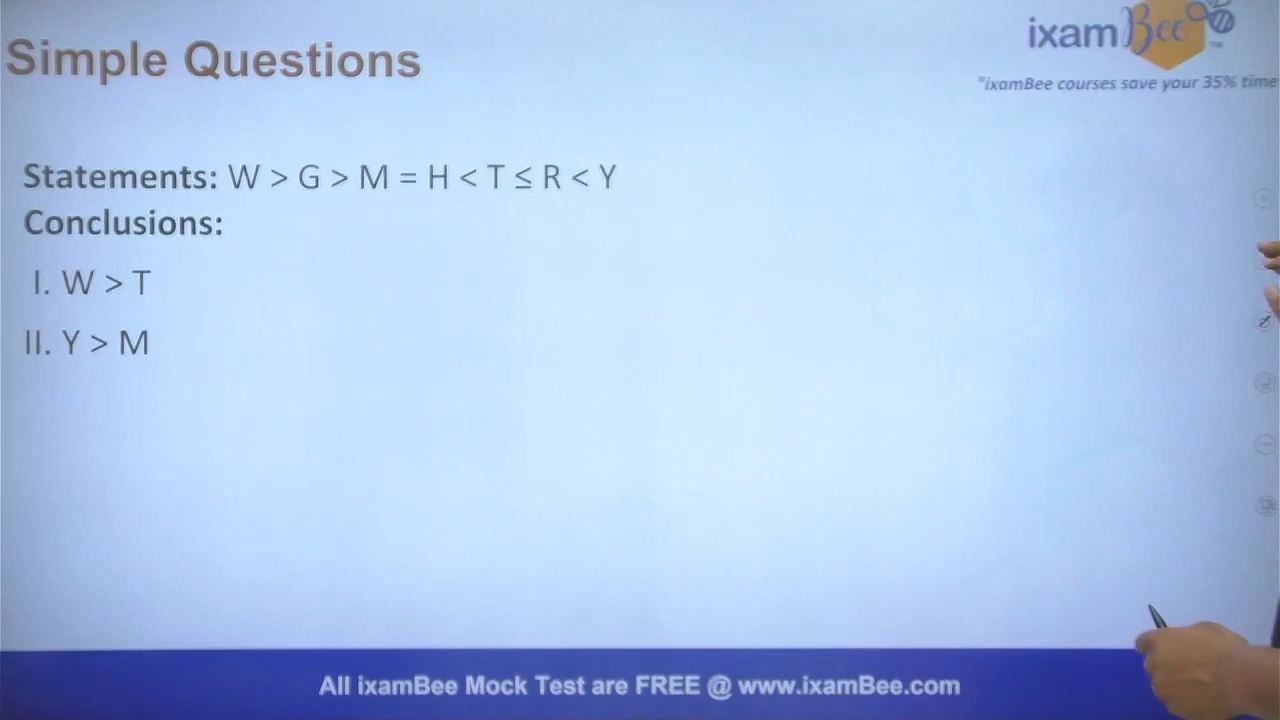 ixamBee
Simple Questions
"ixamBee courses save your 35% time
Statements: W > G > M = H < T ≤ R < Y
Conclusions:
I. W > T
II. Y > M
All ixamBee Mock Test are FREE @ www.ixamBee.com